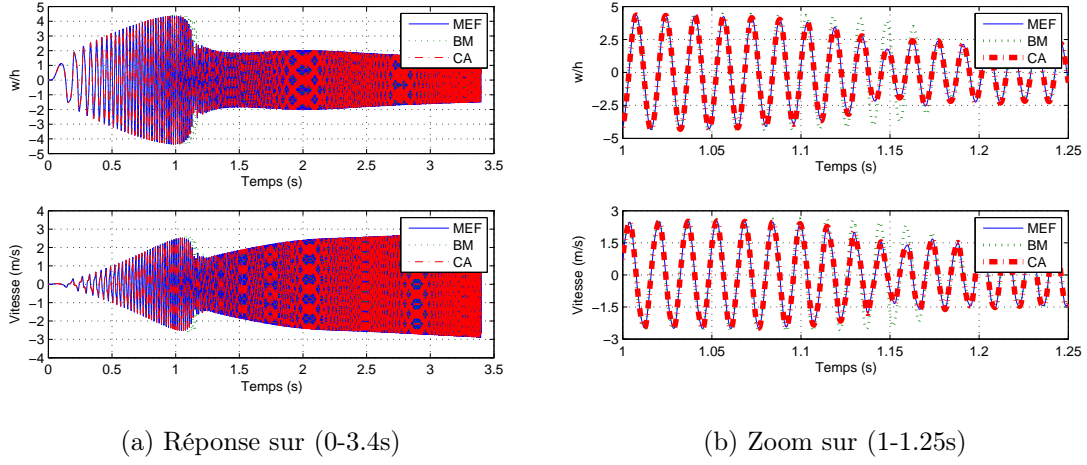 5
4
3
2
1
0
−1
−2
−3
−4
−5
w/h
0 0.5 1 1.5 2 2.5 3 3.5
Temps (s)
MEF
BM
CA
4
3
2
1
0
−1
−2
−3
−4
Vitesse (m/s)
0 0.5 1 1.5 2 2.5 3 3.5
Temps (s)
MEF
BM
CA
(a) Réponse sur (0-3.4s)
5
2.5
0
−2.5
−5
w/h
1 1.05 1.1 1.15 1.2 1.25
Temps (s)
MEF
BM
CA
3
1.5
0
−1.5
−3
Vitesse (m/s)
1 1.05 1.1 1.15 1.2 1.25
Temps (s)
MEF
BM
CA
(b) Zoom sur (1-1.25s)